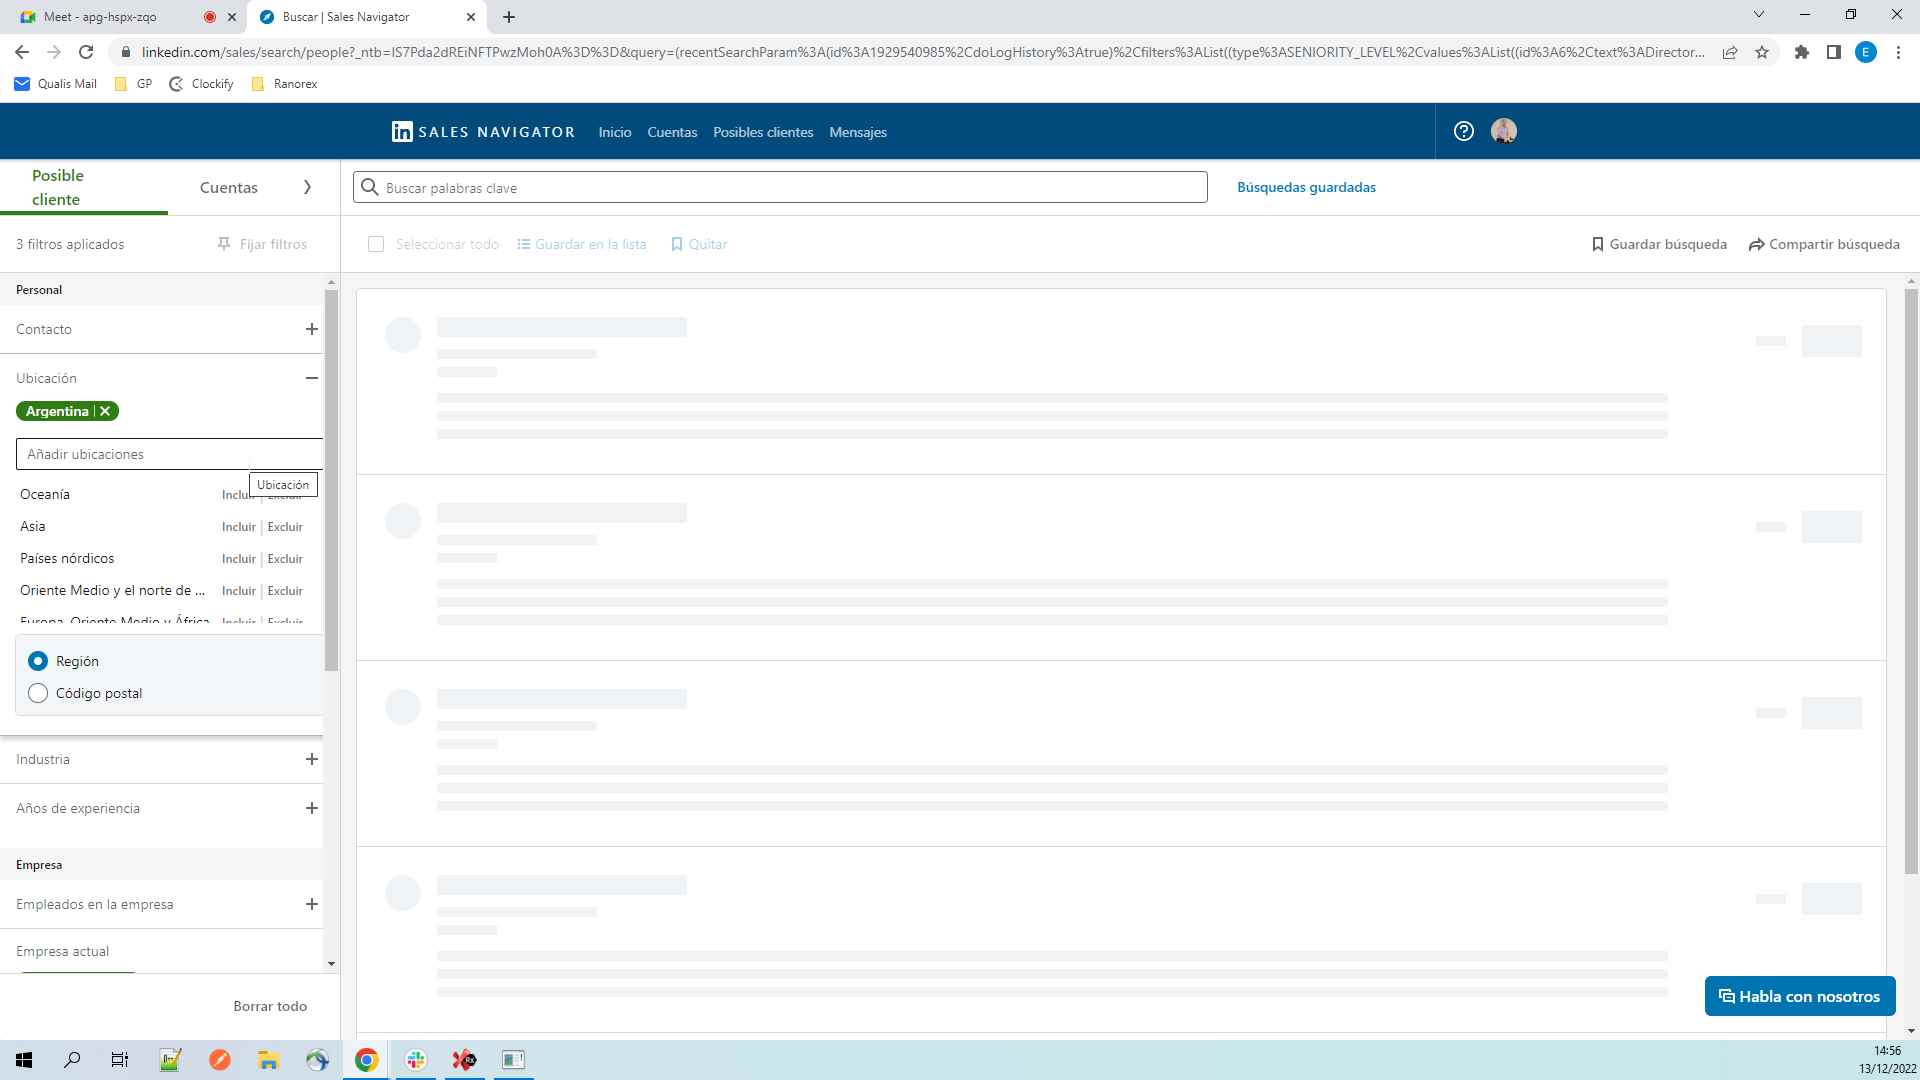 Meet - apg-hspx-zqo
Buscar | Sales Navigator
linkedin.com/sales/search/people?_ntb=IS7Pda2dREiNFTPwzMoh0A%3D%3D&query=(recentSearchParam%3A(id%3A1929540985%2CdoLogHistory%3Atrue)%2Cfilters%3AList((type%3ASENIORITY_LEVEL%2Cvalues%3AList((id%3A6%2Ctext%3ADirector...
E
Qualis Mail
GP
Clockify
Ranorex
in SALES NAVIGATOR
Inicio
Cuentas
Posibles clientes
Mensajes
Posible cliente
Cuentas
Buscar palabras clave
Búsquedas guardadas
3 filtros aplicados
Fijar filtros
Seleccionar todo
Guardar en la lista
Quitar
Guardar búsqueda
Compartir búsqueda
Personal
Contacto
Ubicación
Argentina
Añadir ubicaciones
Ubicación
Oceanía Incluir Excluir
Asia Incluir Excluir
Países nórdicos Incluir Excluir
Oriente Medio y el norte de ... Incluir Excluir
Europa, Oriente Medio y África Incluir Excluir
Región
Código postal
Industria
Años de experiencia
Empresa
Empleados en la empresa
Empresa actual
Borrar todo
Habla con nosotros
14:56
13/12/2022